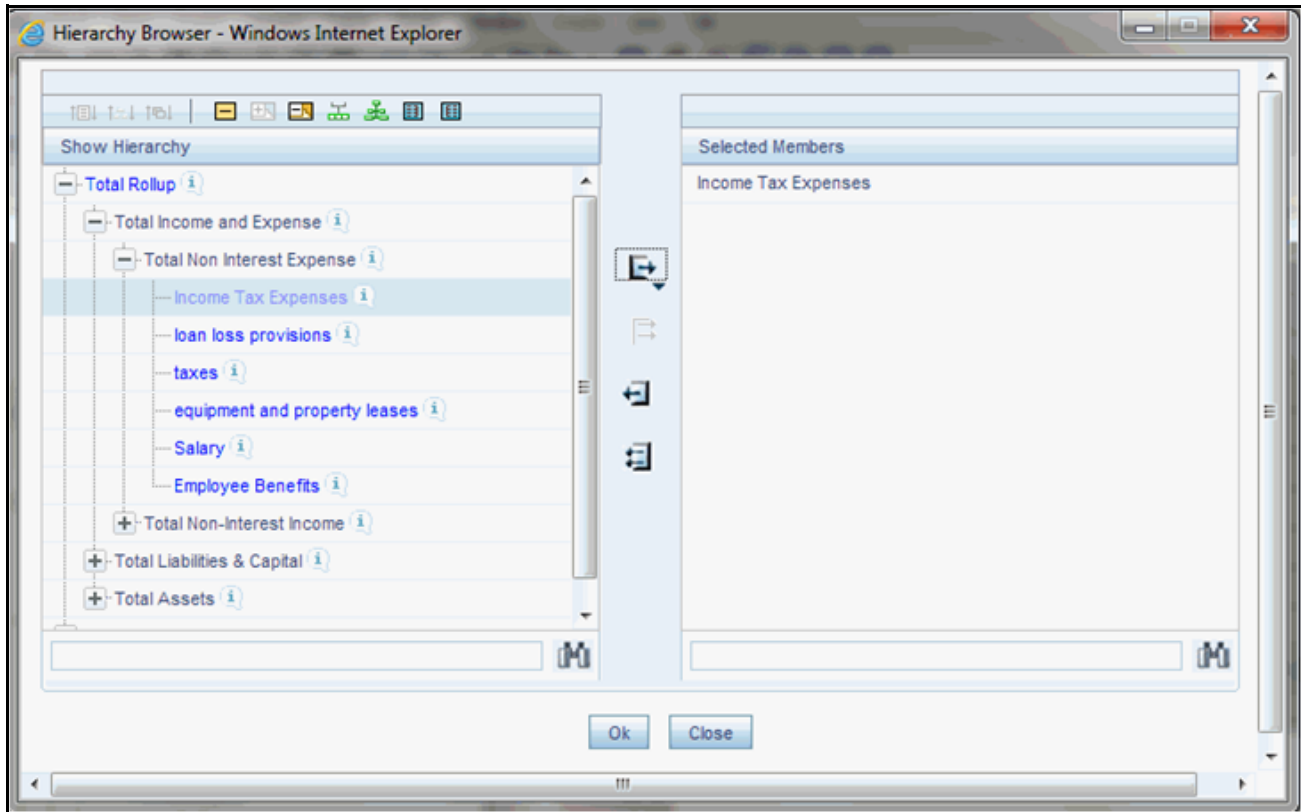 Hierarchy Browser - Windows Internet Explorer
Show Hierarchy
Selected Members
Total Rollup
Income Tax Expenses
Total Income and Expense
Total Non Interest Expense
Income Tax Expenses
loan loss provisions
taxes
equipment and property leases
Salary
Employee Benefits
Total Non-Interest Income
Total Liabilities & Capital
Total Assets
Ok
Close